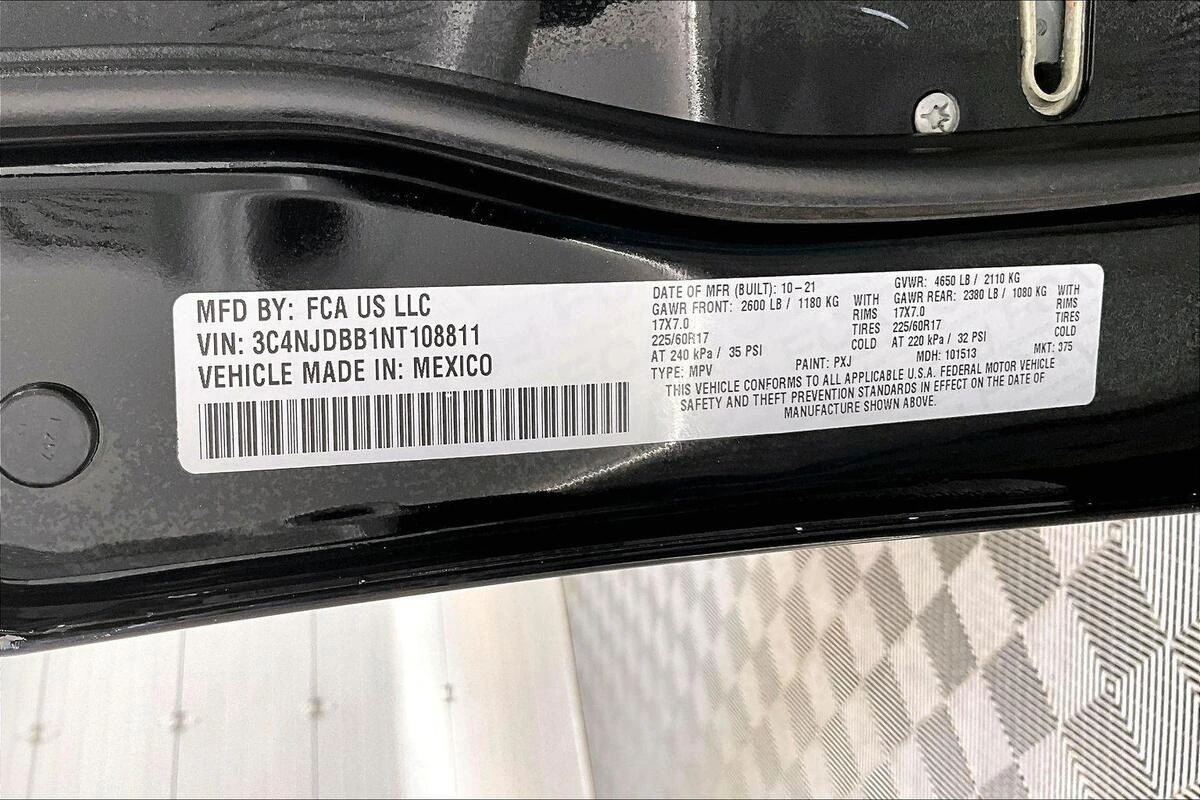 MFD BY: FCA US LLC
VIN: 3C4NJDBB1NT108811
VEHICLE MADE IN: MEXICO
DATE OF MFR (BUILT): 10-21
GAWR FRONT: 2600 LB / 1180 KG WITH
17X7.0 RIMS
225/60R17 TIRES
AT 240 kPa / 35 PSI COLD
TYPE: MPV
GVWR: 4650 LB / 2110 KG
GAWR REAR: 2380 LB / 1080 KG WITH
17X7.0 RIMS
225/60R17 TIRES
AT 220 kPa / 32 PSI COLD
PAINT: PXJ MDH: 101513 MKT: 375
THIS VEHICLE CONFORMS TO ALL APPLICABLE U.S.A. FEDERAL MOTOR VEHICLE
SAFETY AND THEFT PREVENTION STANDARDS IN EFFECT ON THE DATE OF
MANUFACTURE SHOWN ABOVE.